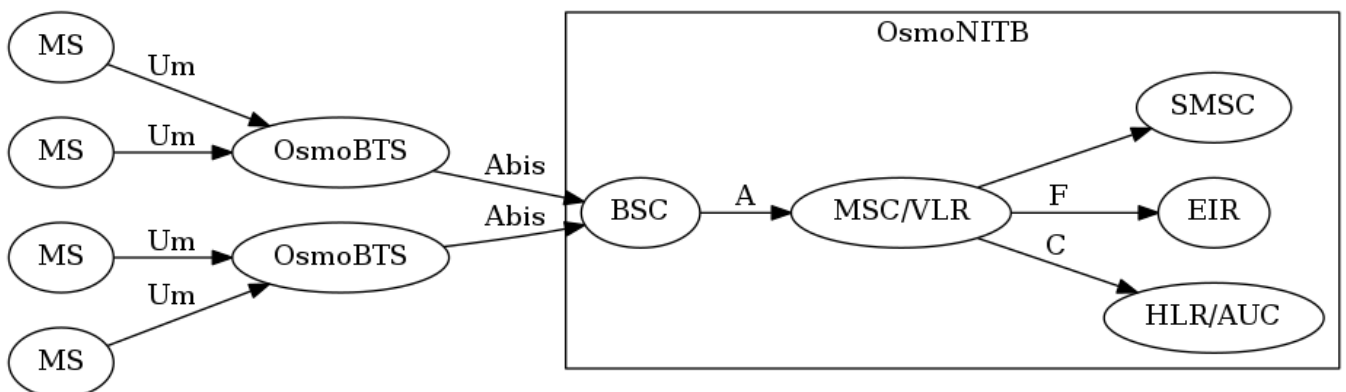 OsmoNITB
MS
Um
MS
Um
OsmoBTS
Abis
MS
Um
OsmoBTS
Abis
MS
Um
BSC
A
MSC/VLR
SMSC
F
EIR
C
HLR/AUC